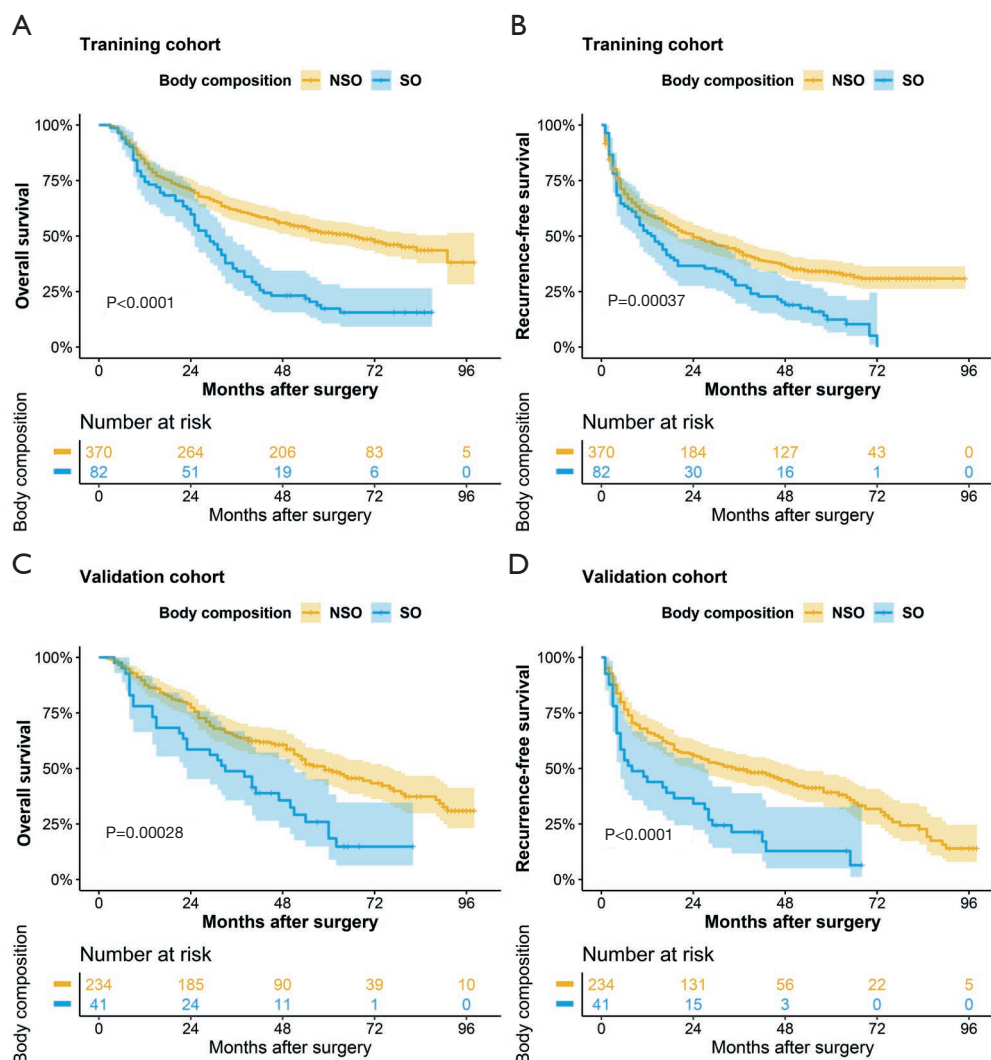 A
Tranining cohort
Body composition NSO SO
Overall survival
100%
75%
50%
25%
0%
P<0.0001
0 24 48 72 96
Months after surgery
Body composition
Number at risk
370 264 206 83 5
82 51 19 6 0
0 24 48 72 96
Months after surgery
B
Tranining cohort
Body composition NSO SO
Recurrence-free survival
100%
75%
50%
25%
0%
P=0.00037
0 24 48 72 96
Months after surgery
Body composition
Number at risk
370 184 127 43 0
82 30 16 1 0
0 24 48 72 96
Months after surgery
C
Validation cohort
Body composition NSO SO
Overall survival
100%
75%
50%
25%
0%
P=0.00028
0 24 48 72 96
Months after surgery
Body composition
Number at risk
234 185 90 39 10
41 24 11 1 0
0 24 48 72 96
Months after surgery
D
Validation cohort
Body composition NSO SO
Recurrence-free survival
100%
75%
50%
25%
0%
P<0.0001
0 24 48 72 96
Months after surgery
Body composition
Number at risk
234 131 56 22 5
41 15 3 0 0
0 24 48 72 96
Months after surgery